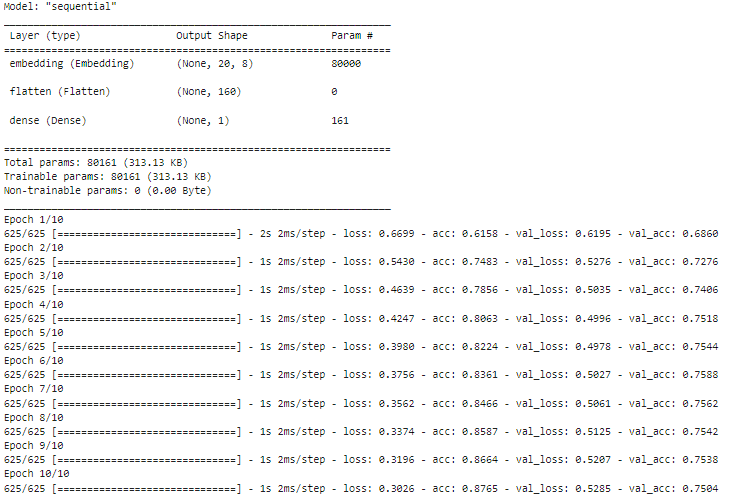 Model: "sequential"
_________________________________________________________________
Layer (type) Output Shape Param #
=================================================================
embedding (Embedding) (None, 20, 8) 80000
flatten (Flatten) (None, 160) 0
dense (Dense) (None, 1) 161
=================================================================
Total params: 80161 (313.13 KB)
Trainable params: 80161 (313.13 KB)
Non-trainable params: 0 (0.00 Byte)
_________________________________________________________________
Epoch 1/10
625/625 [==============================] - 2s 2ms/step - loss: 0.6699 - acc: 0.6158 - val_loss: 0.6195 - val_acc: 0.6860
Epoch 2/10
625/625 [==============================] - 1s 2ms/step - loss: 0.5430 - acc: 0.7483 - val_loss: 0.5276 - val_acc: 0.7276
Epoch 3/10
625/625 [==============================] - 1s 2ms/step - loss: 0.4639 - acc: 0.7856 - val_loss: 0.5035 - val_acc: 0.7406
Epoch 4/10
625/625 [==============================] - 1s 2ms/step - loss: 0.4247 - acc: 0.8063 - val_loss: 0.4996 - val_acc: 0.7518
Epoch 5/10
625/625 [==============================] - 1s 2ms/step - loss: 0.3980 - acc: 0.8224 - val_loss: 0.4978 - val_acc: 0.7544
Epoch 6/10
625/625 [==============================] - 1s 2ms/step - loss: 0.3756 - acc: 0.8361 - val_loss: 0.5027 - val_acc: 0.7588
Epoch 7/10
625/625 [==============================] - 1s 2ms/step - loss: 0.3562 - acc: 0.8466 - val_loss: 0.5061 - val_acc: 0.7562
Epoch 8/10
625/625 [==============================] - 1s 2ms/step - loss: 0.3374 - acc: 0.8587 - val_loss: 0.5125 - val_acc: 0.7542
Epoch 9/10
625/625 [==============================] - 1s 2ms/step - loss: 0.3196 - acc: 0.8664 - val_loss: 0.5207 - val_acc: 0.7538
Epoch 10/10
625/625 [==============================] - 1s 2ms/step - loss: 0.3026 - acc: 0.8765 - val_loss: 0.5285 - val_acc: 0.7504